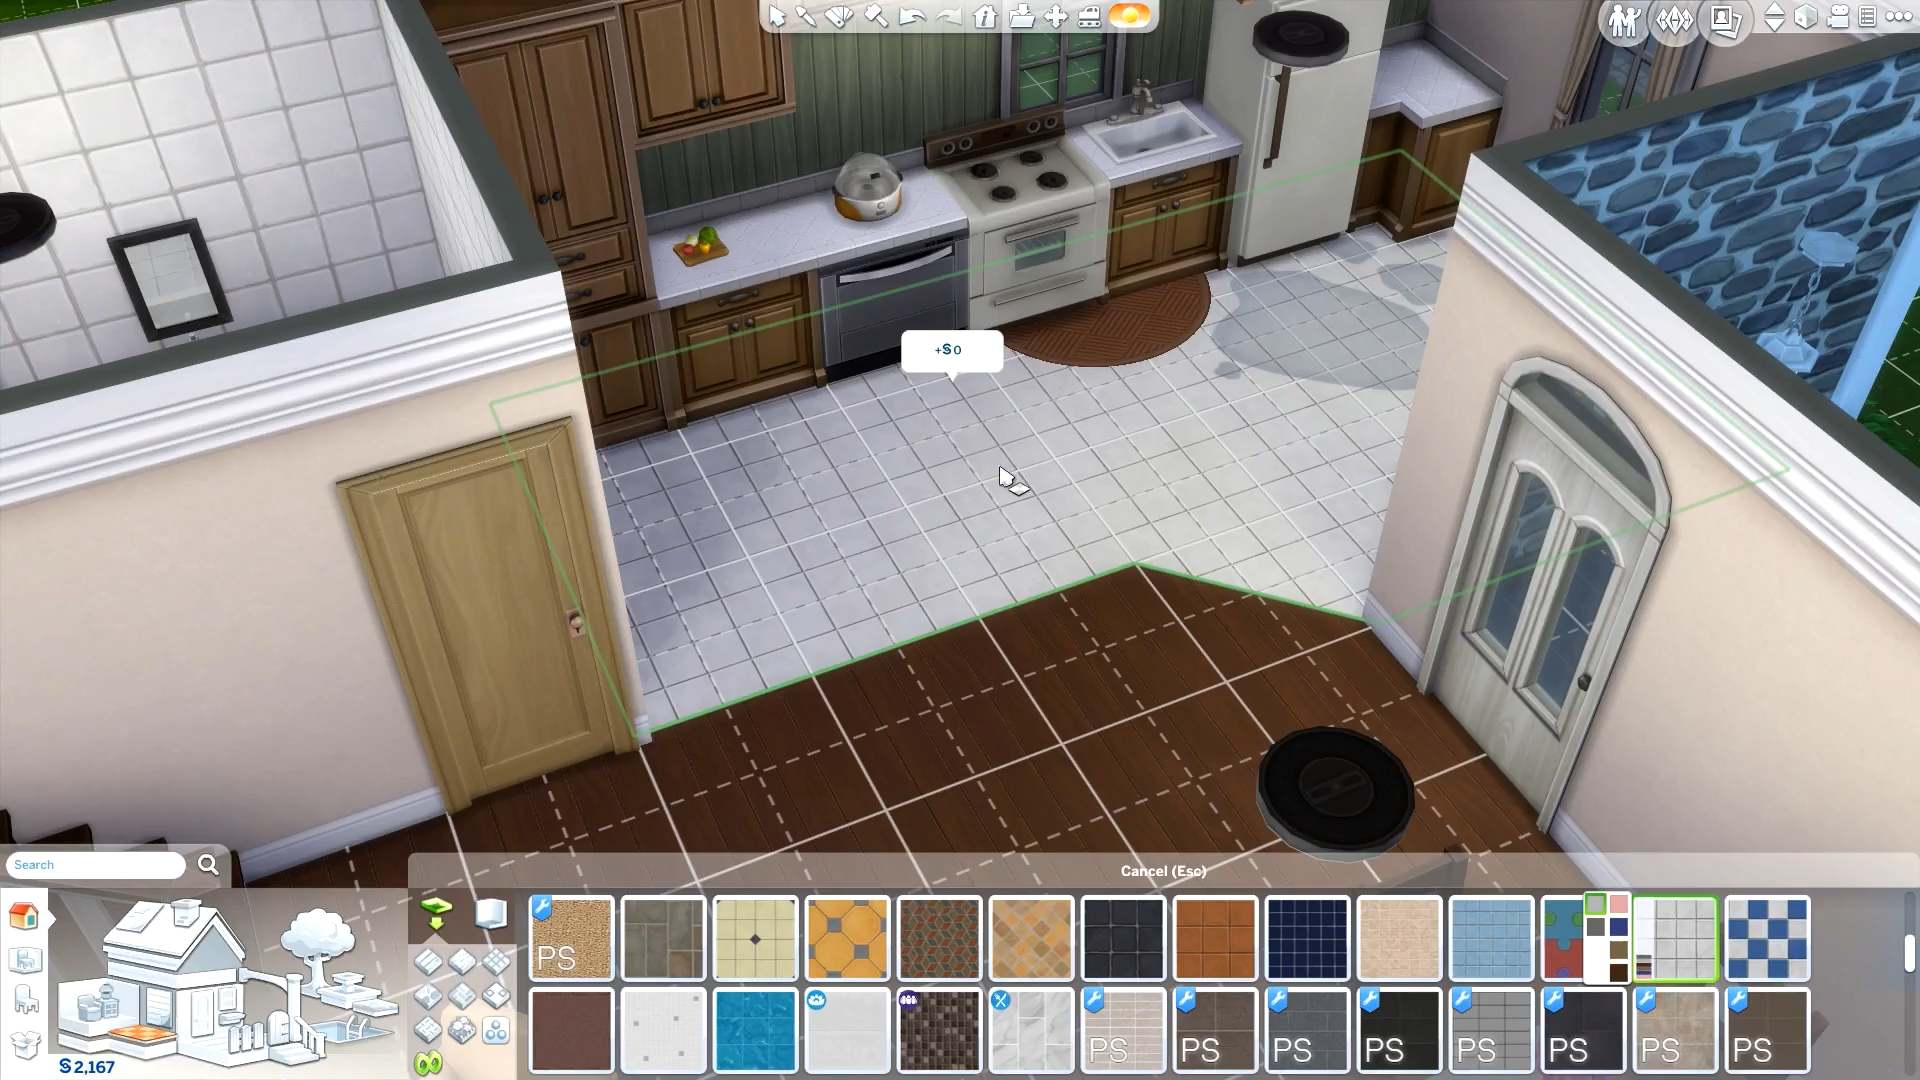 +§0
Search
Cancel (Esc)
PS
PS PS PS PS PS PS PS PS
§2,167